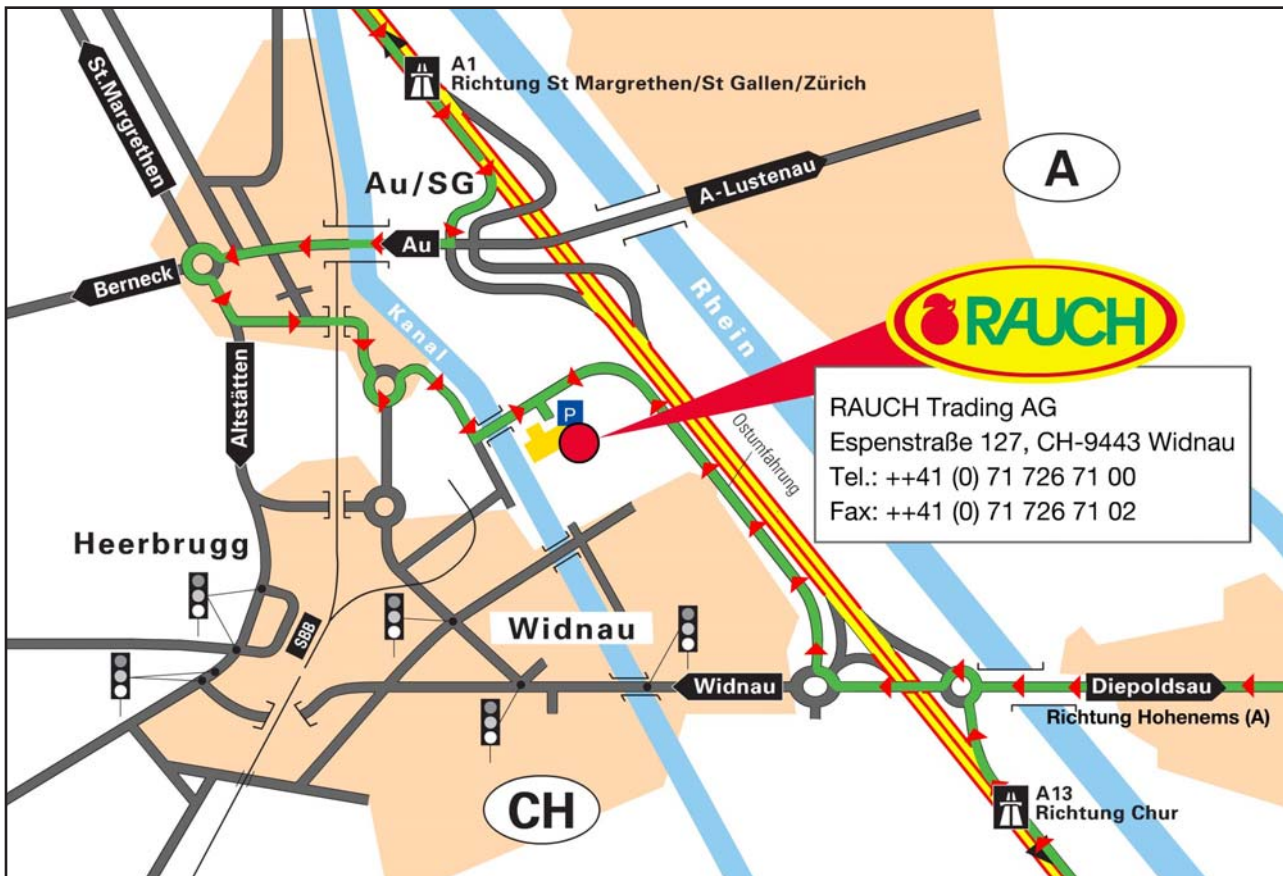 A1
Richtung St Margrethen/St Gallen/Zürich
St.Margrethen
Au/SG
A-Lustenau
A
Au
Berneck
Kanal
Rhein
RAUCH
P
RAUCH Trading AG
Espenstraße 127, CH-9443 Widnau
Tel.: ++41 (0) 71 726 71 00
Fax: ++41 (0) 71 726 71 02
Altstätten
Ostumfahrung
Heerbrugg
SBB
Widnau
Widnau
Diepoldsau
Richtung Hohenems (A)
CH
A13
Richtung Chur